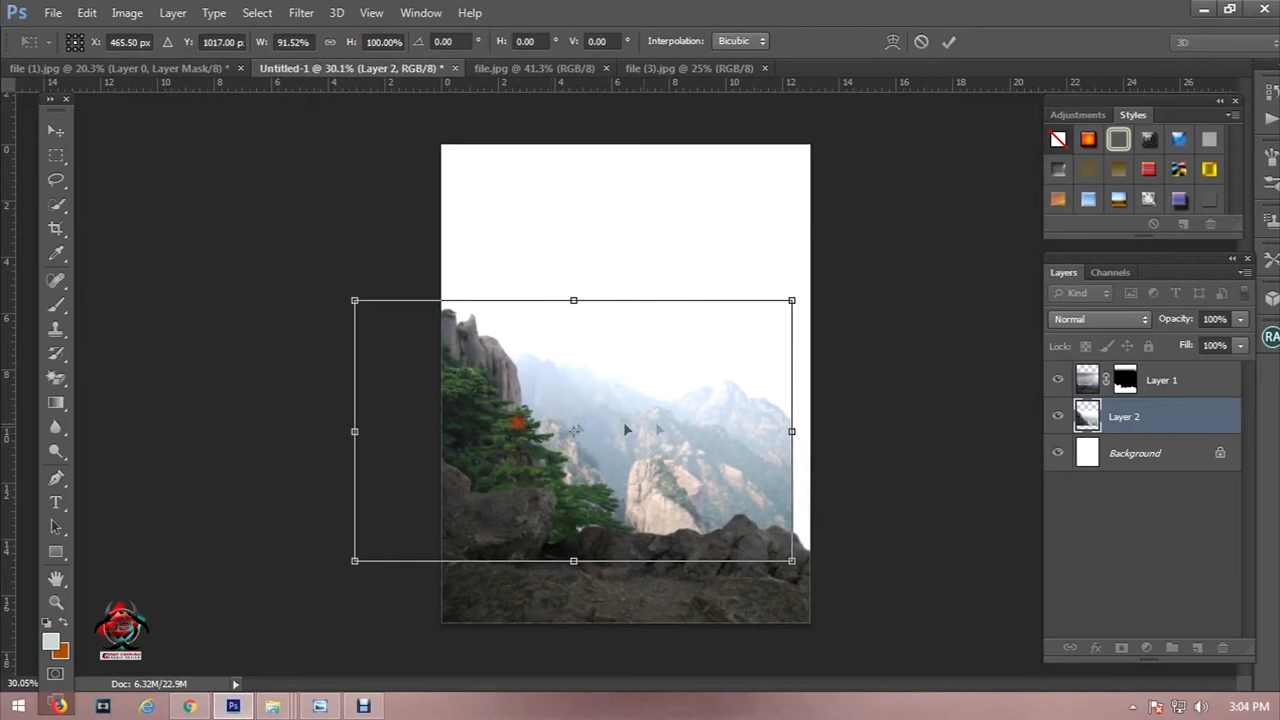 Ps File Edit Image Layer Type Select Filter 3D View Window Help
X: 465.50 px Y: 1017.00 px W: 91.52% H: 100.00% 0.00 ° H: 0.00 ° V: 0.00 ° Interpolation: Bicubic 3D
file (1).jpg @ 20.3% (Layer 0, Layer Mask/8) * × Untitled-1 @ 30.1% (Layer 2, RGB/8) * × file.jpg @ 41.3% (RGB/8) × file (3).jpg @ 25% (RGB/8) ×
Adjustments Styles
Layers Channels
Kind
Normal Opacity: 100%
Lock: Fill: 100%
Layer 1
Layer 2
Background
RA
30.05% Doc: 6.32M/22.9M
3:04 PM